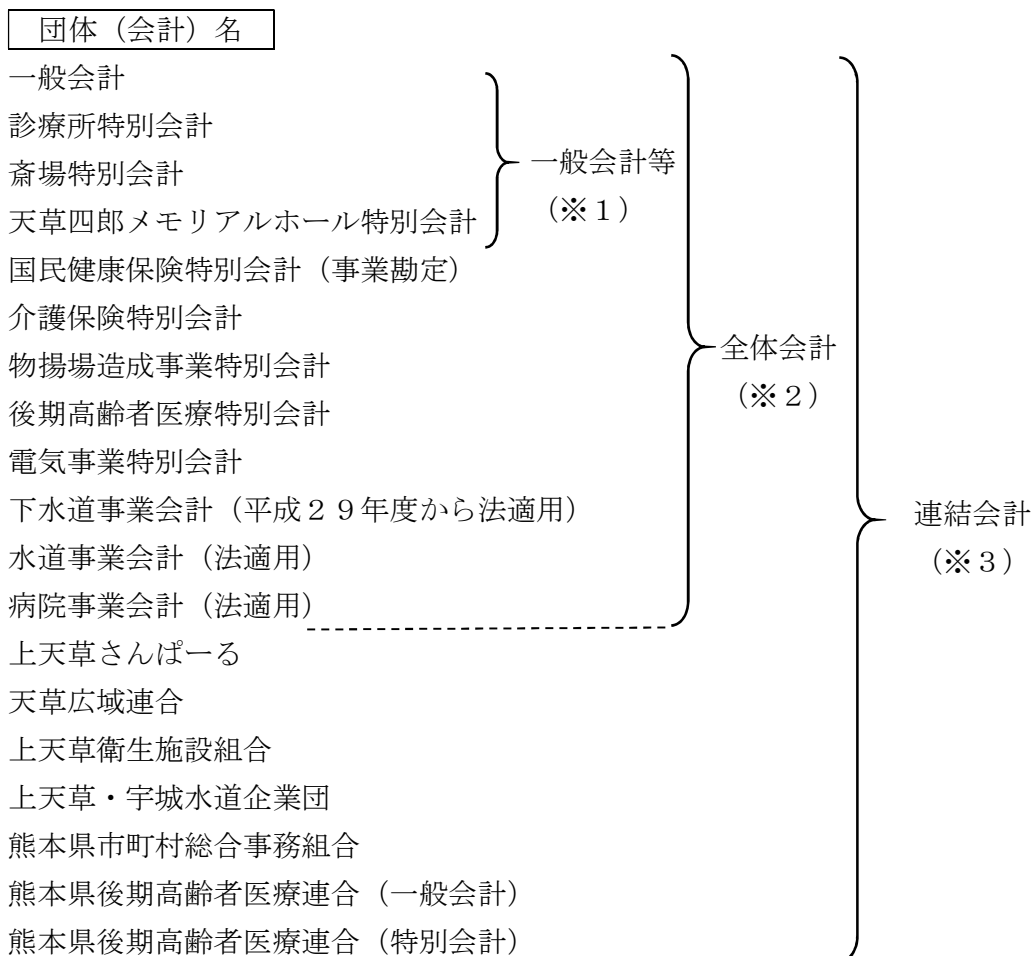 団体（会計）名
一般会計
診療所特別会計
斎場特別会計
天草四郎メモリアルホール特別会計
一般会計等
（※１）
国民健康保険特別会計（事業勘定）
介護保険特別会計
物揚場造成事業特別会計
後期高齢者医療特別会計
電気事業特別会計
下水道事業会計（平成２９年度から法適用）
水道事業会計（法適用）
病院事業会計（法適用）
全体会計
（※２）
上天草さんぱーる
天草広域連合
上天草衛生施設組合
上天草・宇城水道企業団
熊本県市町村総合事務組合
熊本県後期高齢者医療連合（一般会計）
熊本県後期高齢者医療連合（特別会計）
連結会計
（※３）